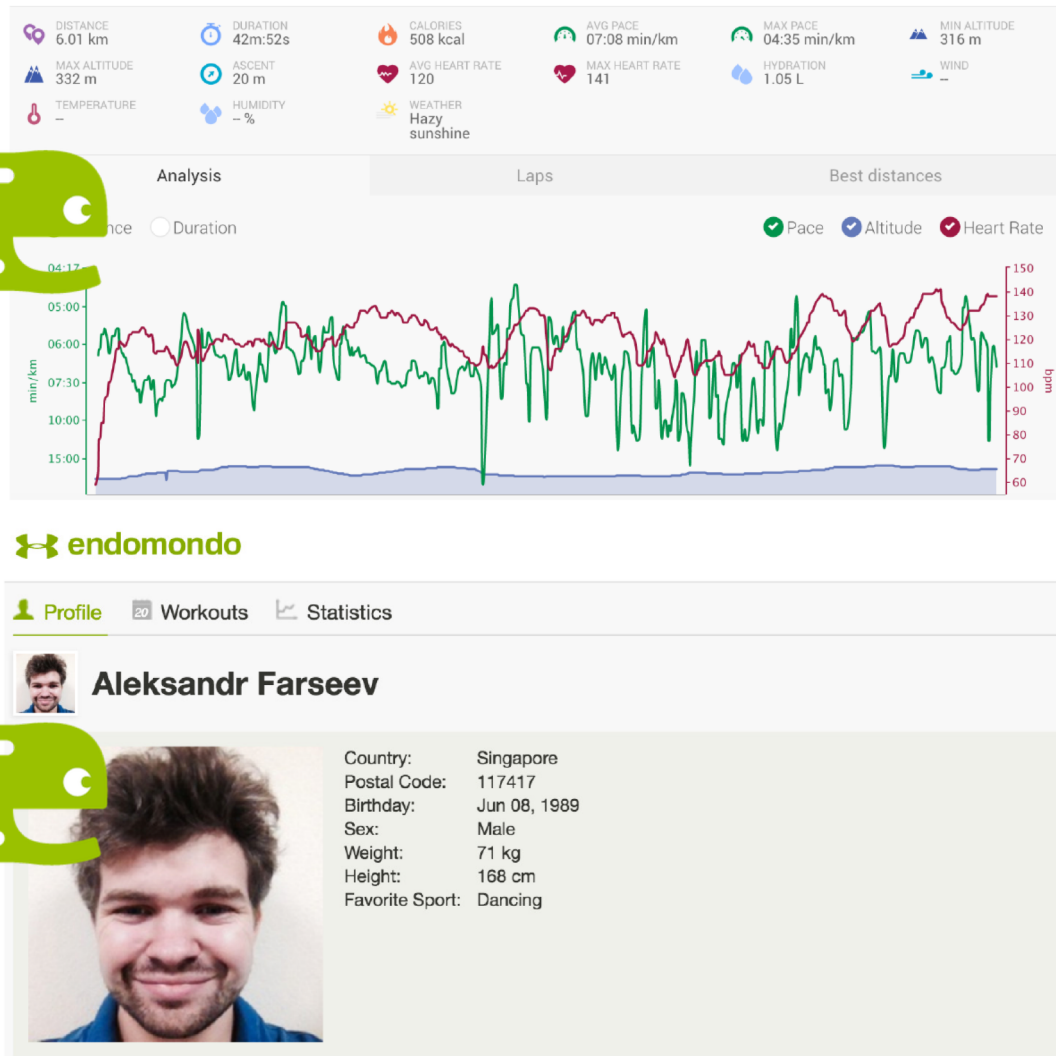 DISTANCE DURATION CALORIES AVG PACE MAX PACE MIN ALTITUDE
6.01 km 42m:52s 508 kcal 07:08 min/km 04:35 min/km 316 m
MAX ALTITUDE ASCENT AVG HEART RATE MAX HEART RATE HYDRATION WIND
332 m 20 m 120 141 1.05 L --
TEMPERATURE HUMIDITY WEATHER
-- -- % Hazy
sunshine
Analysis Laps Best distances
nce Duration Pace Altitude Heart Rate
04:17
05:00
06:00
07:30
10:00
15:00
min/km
150
140
130
120
110
100
90
80
70
60
bpm
endomondo
Profile 20 Workouts Statistics
Aleksandr Farseev
Country: Singapore
Postal Code: 117417
Birthday: Jun 08, 1989
Sex: Male
Weight: 71 kg
Height: 168 cm
Favorite Sport: Dancing